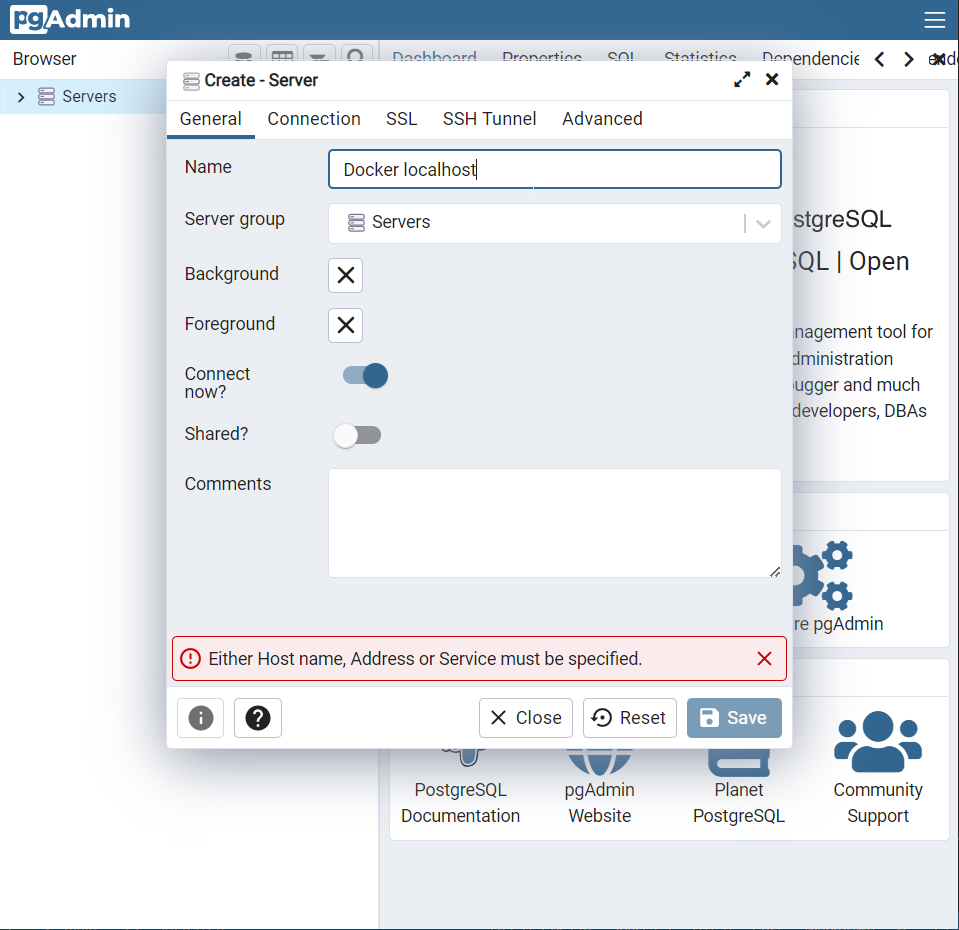 pgAdmin
Browser
Dashboard Properties SQL Statistics Dependencie
Servers
Create - Server
General Connection SSL SSH Tunnel Advanced
Name Docker localhost
Server group Servers
Background
Foreground
Connect
now?
Shared?
Comments
stgreSQL
SQL | Open
nagement tool for
dministration
ugger and much
developers, DBAs
re pgAdmin
Either Host name, Address or Service must be specified.
Close Reset Save
PostgreSQL
Documentation
pgAdmin
Website
Planet
PostgreSQL
Community
Support